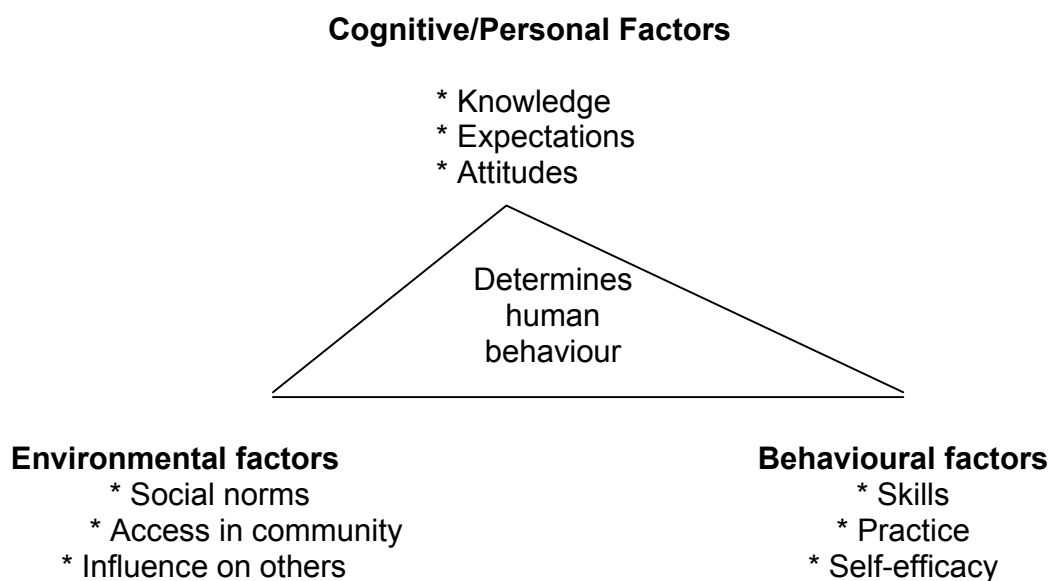 Cognitive/Personal Factors
* Knowledge
* Expectations
* Attitudes
Determines
human
behaviour
Environmental factors
* Social norms
* Access in community
* Influence on others
Behavioural factors
* Skills
* Practice
* Self-efficacy